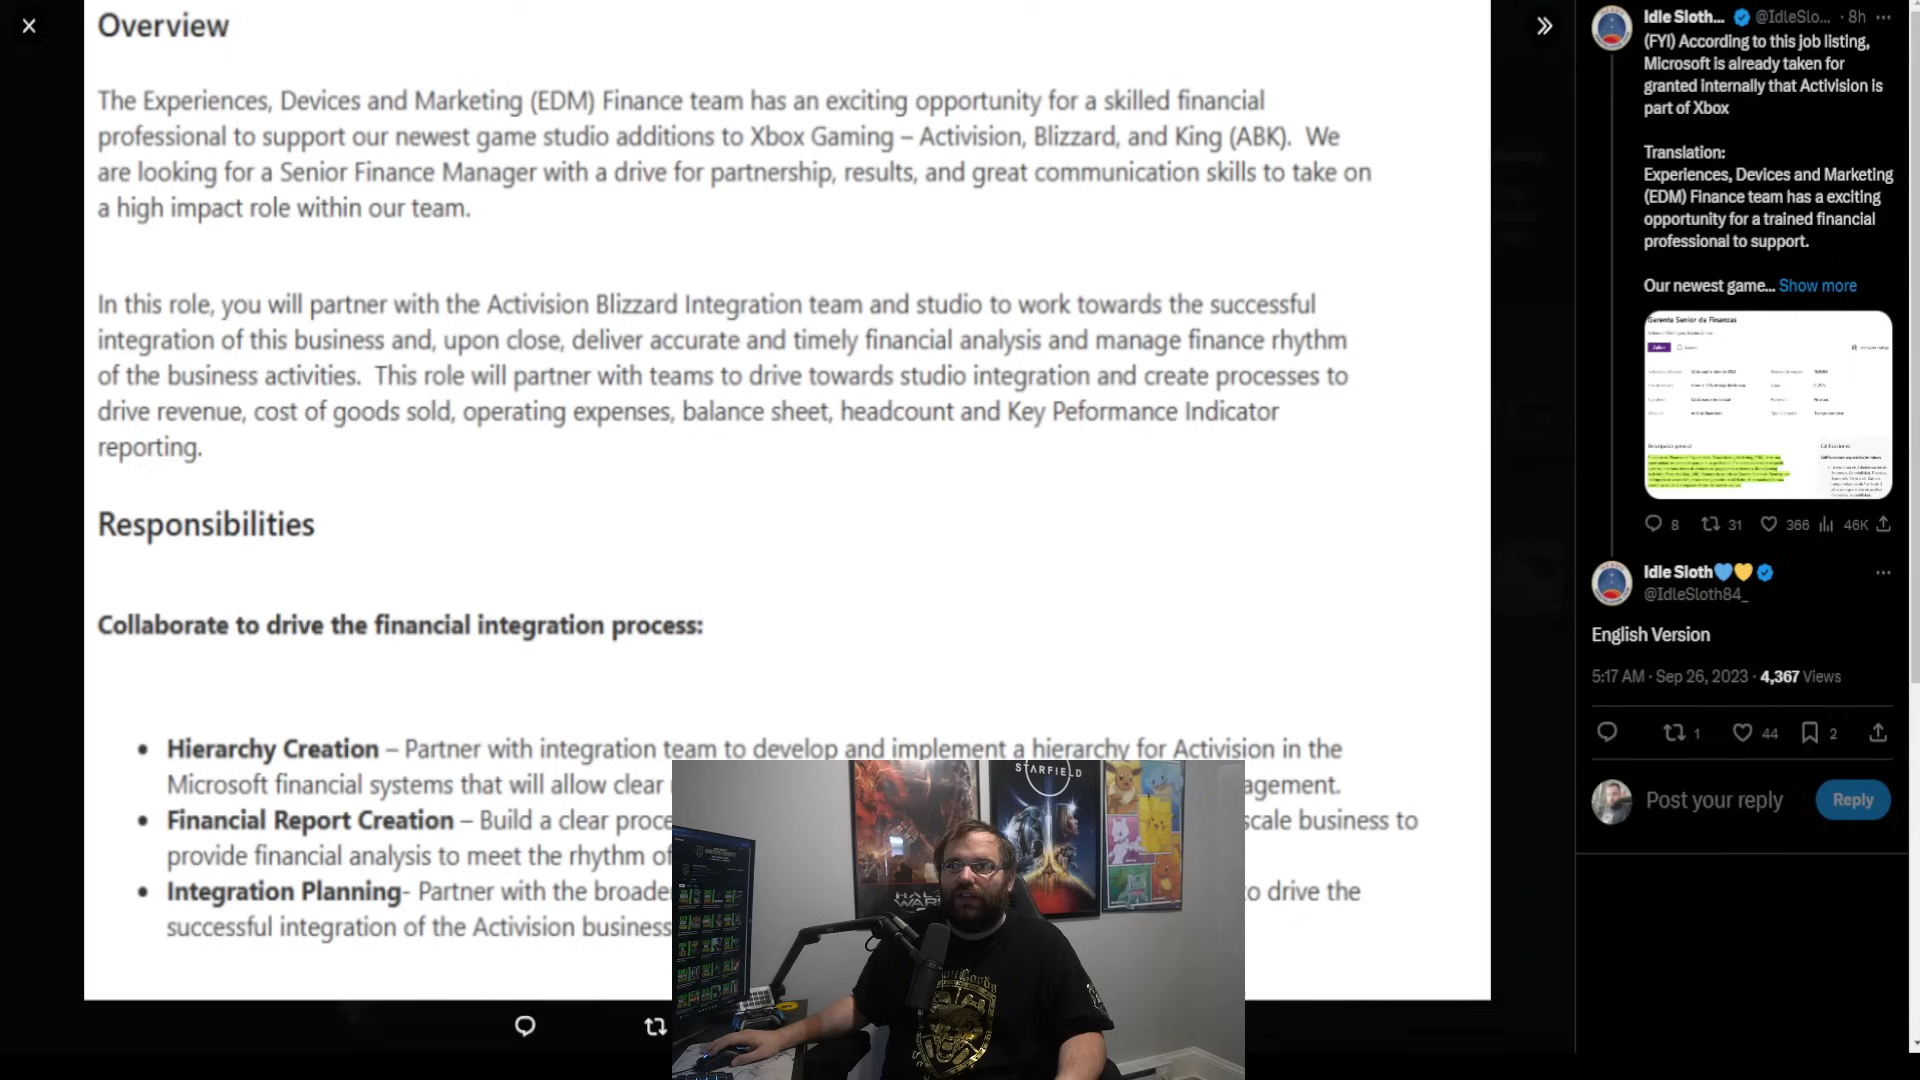 Overview
The Experiences, Devices and Marketing (EDM) Finance team has an exciting opportunity for a skilled financial
professional to support our newest game studio additions to Xbox Gaming – Activision, Blizzard, and King (ABK). We
are looking for a Senior Finance Manager with a drive for partnership, results, and great communication skills to take on
a high impact role within our team.
In this role, you will partner with the Activision Blizzard Integration team and studio to work towards the successful
integration of this business and, upon close, deliver accurate and timely financial analysis and manage finance rhythm
of the business activities. This role will partner with teams to drive towards studio integration and create processes to
drive revenue, cost of goods sold, operating expenses, balance sheet, headcount and Key Peformance Indicator
reporting.
Responsibilities
Collaborate to drive the financial integration process:
• Hierarchy Creation – Partner with integration team to develop and implement a hierarchy for Activision in the
Microsoft financial systems that will allow clear
agement.
• Financial Report Creation – Build a clear proce
scale business to
provide financial analysis to meet the rhythm of
• Integration Planning- Partner with the broade
o drive the
successful integration of the Activision business
STARFIELD
HALO
WARS
Idle Sloth... @IdleSlo... · 8h ...
(FYI) According to this job listing,
Microsoft is already taken for
granted internally that Activision is
part of Xbox
Translation:
Experiences, Devices and Marketing
(EDM) Finance team has a exciting
opportunity for a trained financial
professional to support.
Our newest game... Show more
Gerente Senior de Finanzas
Descripción general
Calificaciones
8 31 366 46K
Idle Sloth💙💛
@IdleSloth84_
English Version
5:17 AM · Sep 26, 2023 · 4,367 Views
1 44 2
Post your reply
Reply